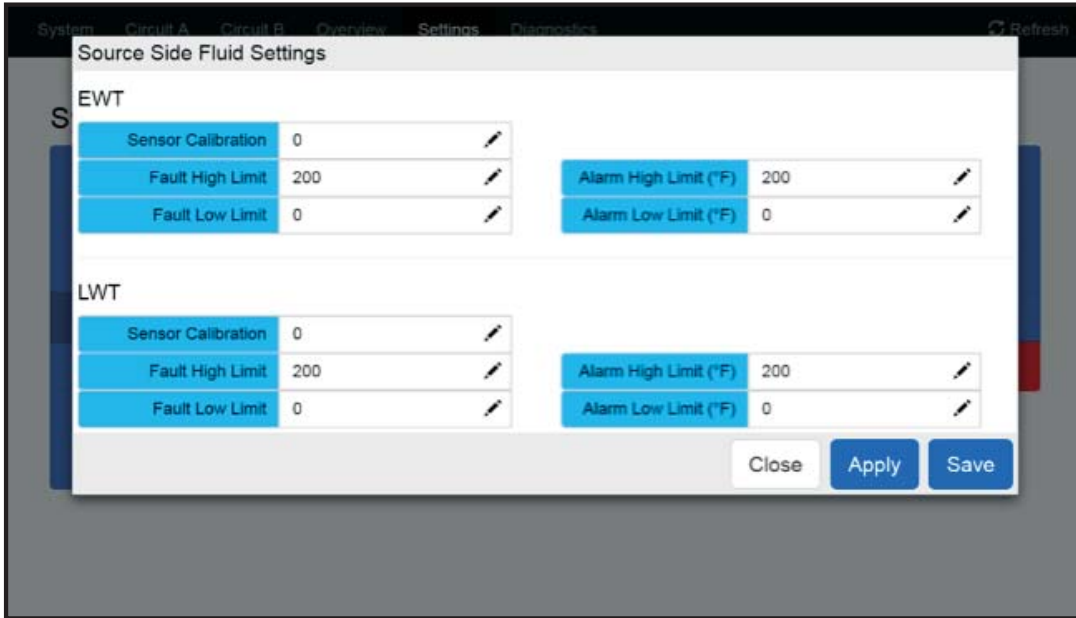 System Circuit A Circuit B Overview Settings Diagnostics Refresh
Source Side Fluid Settings
S
EWT
Sensor Calibration 0
Fault High Limit 200 Alarm High Limit (°F) 200
Fault Low Limit 0 Alarm Low Limit (°F) 0
LWT
Sensor Calibration 0
Fault High Limit 200 Alarm High Limit (°F) 200
Fault Low Limit 0 Alarm Low Limit (°F) 0
Close Apply Save